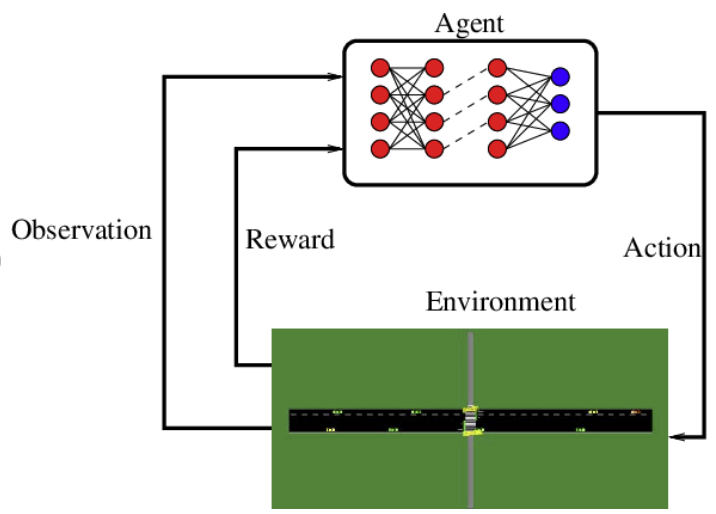 Agent
Observation
Reward
Action
Environment